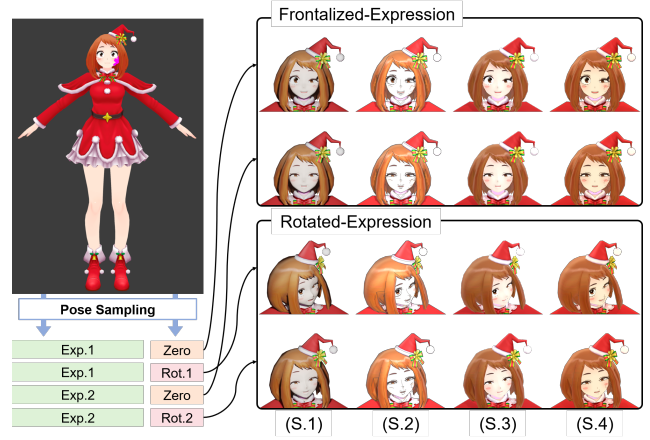 Frontalized-Expression
Rotated-Expression
Pose Sampling
Exp.1 Zero
Exp.1 Rot.1
Exp.2 Zero
Exp.2 Rot.2
(S.1) (S.2) (S.3) (S.4)